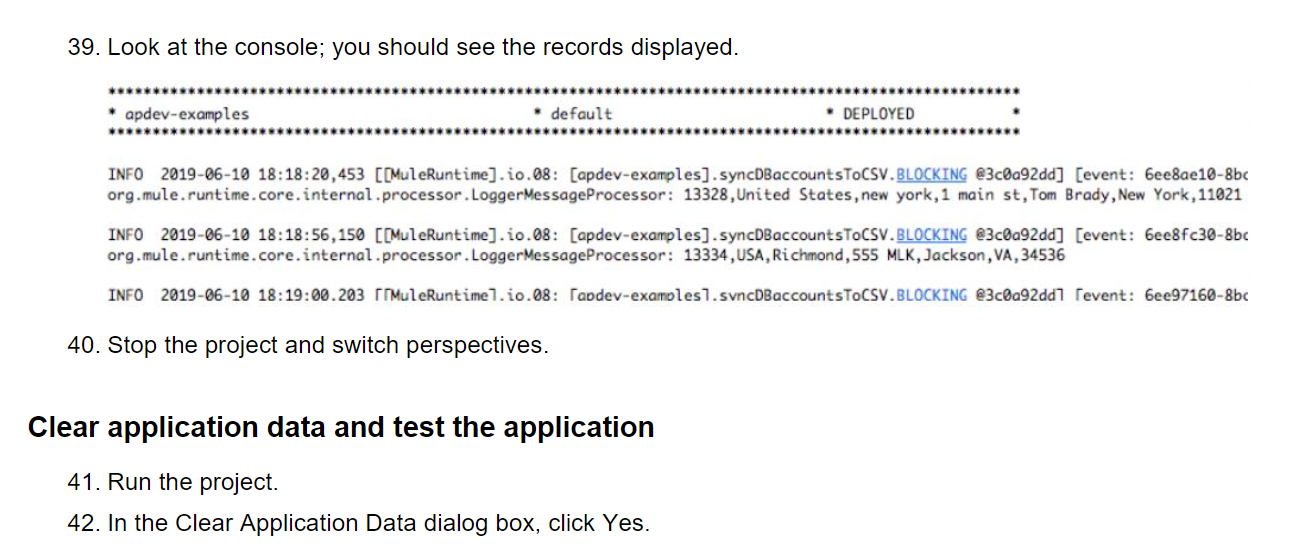 39. Look at the console; you should see the records displayed.
*******************************************************************************************************
* apdev-examples * default * DEPLOYED *
*******************************************************************************************************
INFO 2019-06-10 18:18:20,453 [[MuleRuntime].io.08: [apdev-examples].syncDBaccountsToCSV.BLOCKING @3c0a92dd] [event: 6ee8ae10-8bc
org.mule.runtime.core.internal.processor.LoggerMessageProcessor: 13328,United States,new york,1 main st,Tom Brady,New York,11021
INFO 2019-06-10 18:18:56,150 [[MuleRuntime].io.08: [apdev-examples].syncDBaccountsToCSV.BLOCKING @3c0a92dd] [event: 6ee8fc30-8bc
org.mule.runtime.core.internal.processor.LoggerMessageProcessor: 13334,USA,Richmond,555 MLK,Jackson,VA,34536
INFO 2019-06-10 18:19:00.203 [[MuleRuntime].io.08: [apdev-examples].syncDBaccountsToCSV.BLOCKING @3c0a92dd] [event: 6ee97160-8bc
40. Stop the project and switch perspectives.
Clear application data and test the application
41. Run the project.
42. In the Clear Application Data dialog box, click Yes.